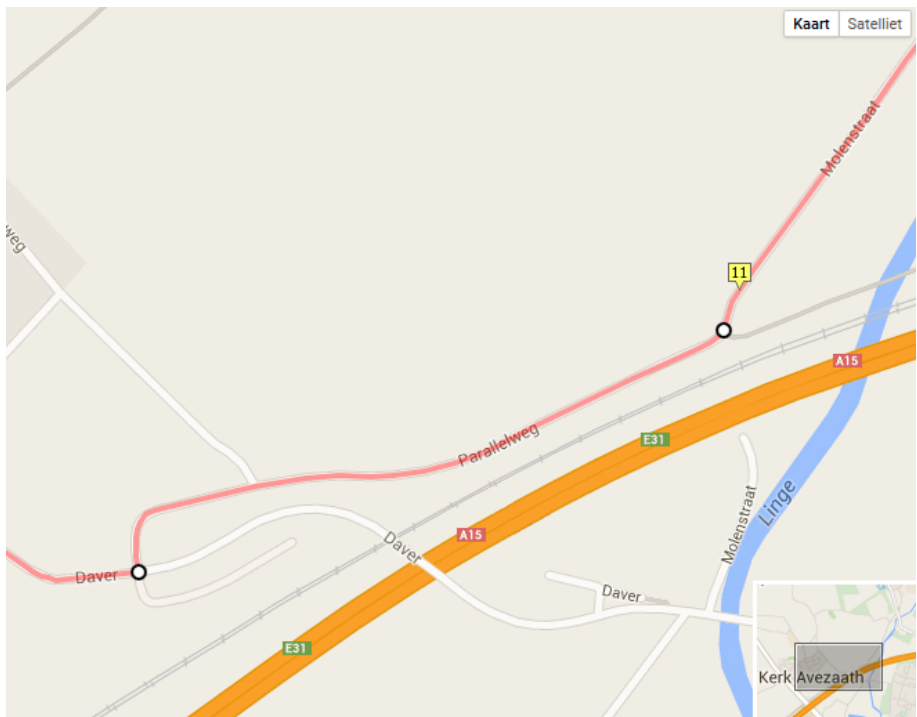 Kaart Satelliet
Molenstraat
weg
11
A15
E31
Parallelweg
Linge
A15
Daver
Molenstraat
Daver
Daver
E31
Kerk Avezaath